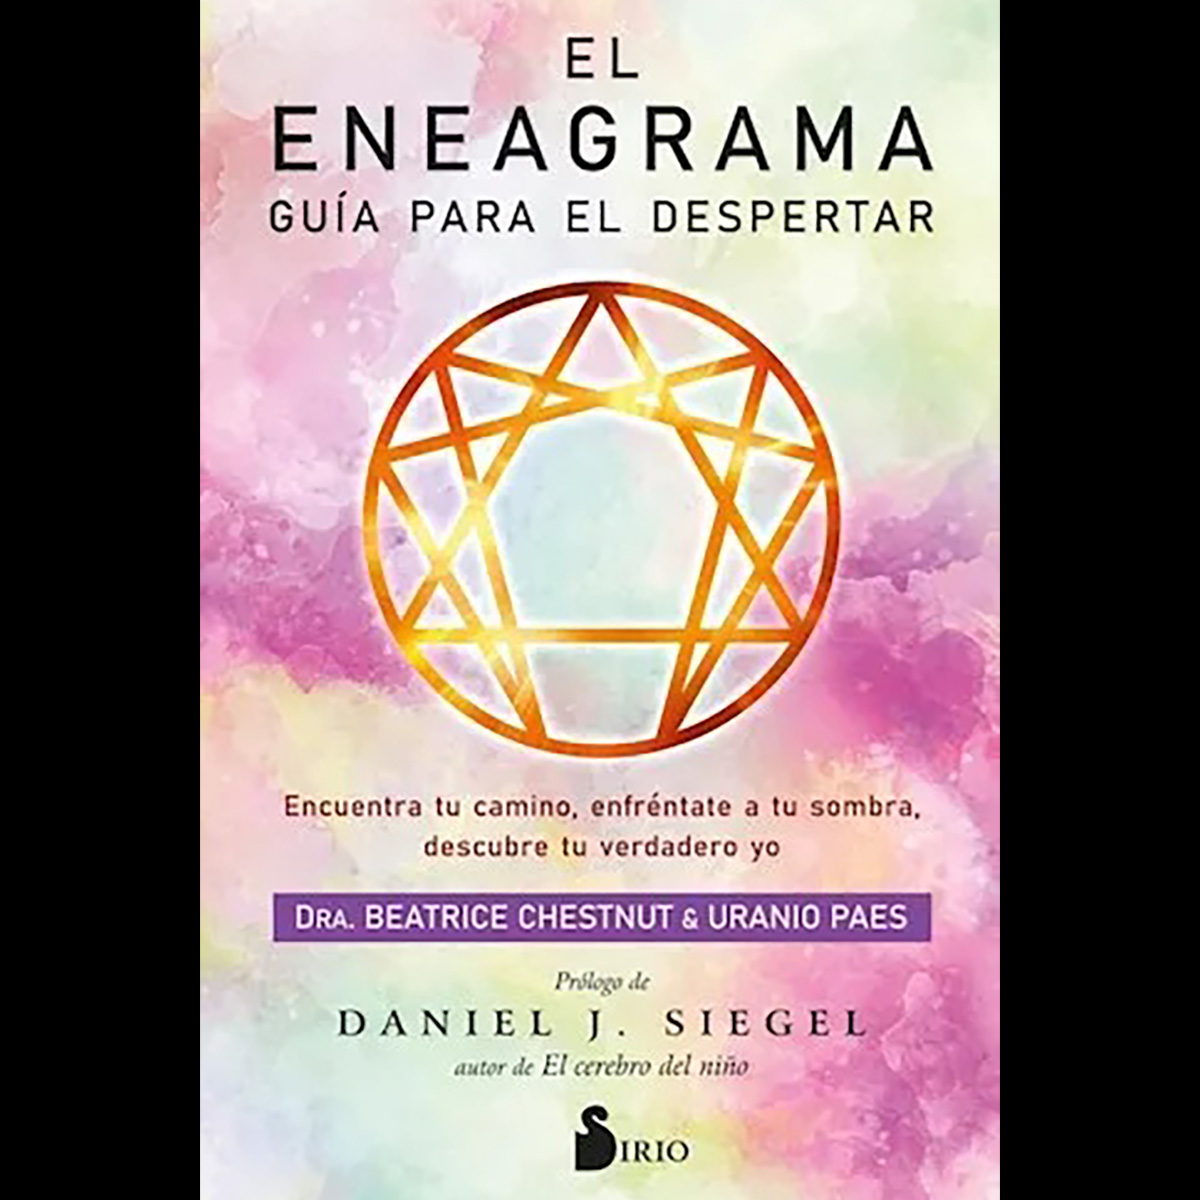 EL
ENEAGRAMA
GUÍA PARA EL DESPERTAR
Encuentra tu camino, enfréntate a tu sombra,
descubre tu verdadero yo
DRA. BEATRICE CHESTNUT & URANIO PAES
Prólogo de
DANIEL J. SIEGEL
autor de El cerebro del niño
SIRIO